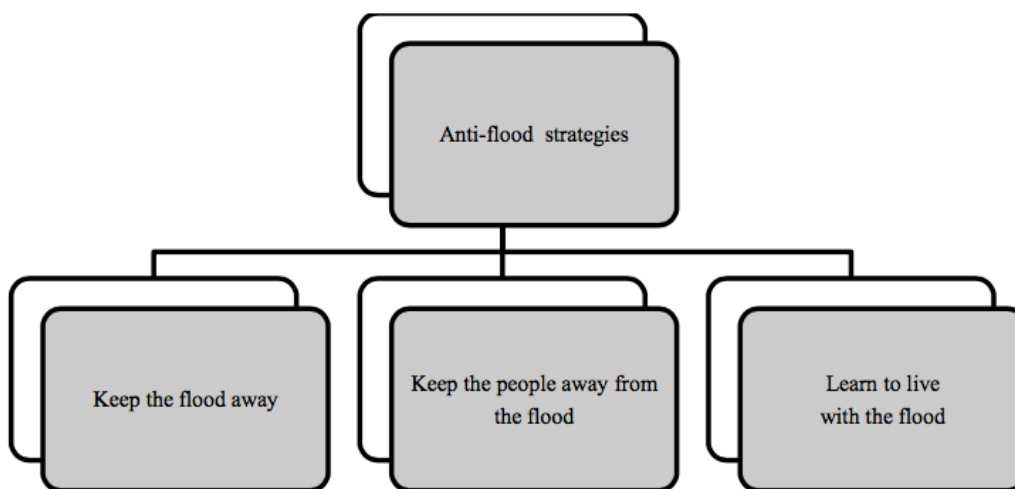 Anti-flood strategies
Keep the flood away
Keep the people away from
the flood
Learn to live
with the flood